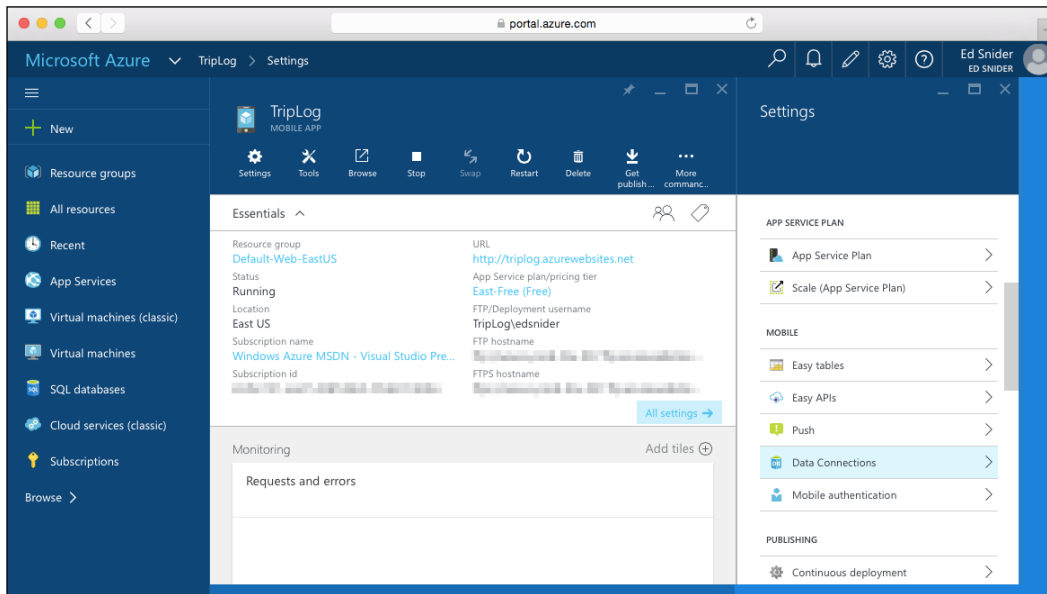 portal.azure.com
Microsoft Azure TripLog > Settings
Ed Snider
ED SNIDER
New
Resource groups
All resources
Recent
App Services
Virtual machines (classic)
Virtual machines
SQL databases
Cloud services (classic)
Subscriptions
Browse >
TripLog
MOBILE APP
Settings Tools Browse Stop Swap Restart Delete Get publish... More commanc...
Essentials
Resource group
Default-Web-EastUS
Status
Running
Location
East US
Subscription name
Windows Azure MSDN - Visual Studio Pre...
Subscription id
URL
http://triplog.azurewebsites.net
App Service plan/pricing tier
East-Free (Free)
FTP/Deployment username
TripLog\edsnider
FTP hostname
FTPS hostname
All settings →
Monitoring
Add tiles
Requests and errors
Settings
APP SERVICE PLAN
App Service Plan
Scale (App Service Plan)
MOBILE
Easy tables
Easy APIs
Push
Data Connections
Mobile authentication
PUBLISHING
Continuous deployment